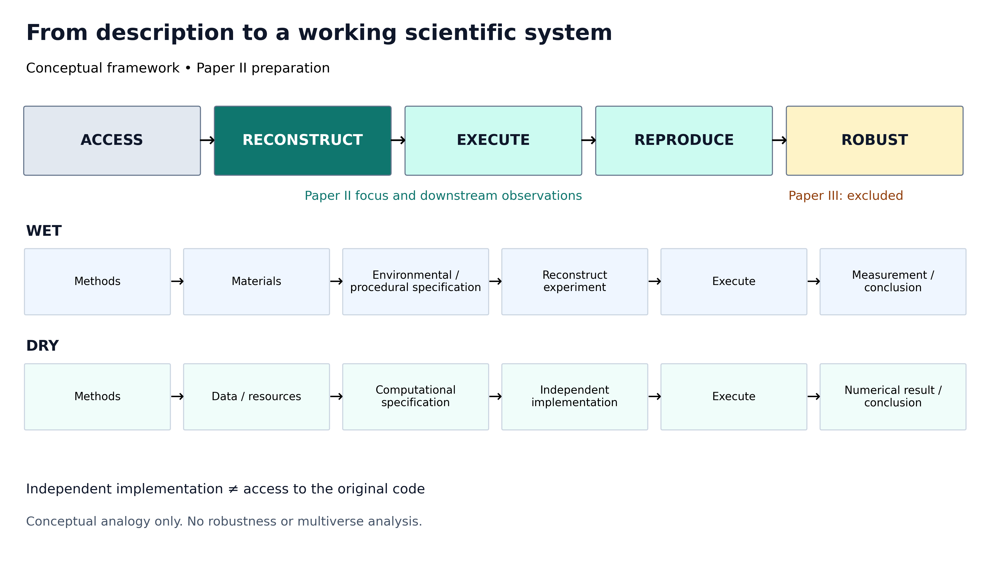 From description to a working scientific system
Conceptual framework • Paper II preparation
ACCESS → RECONSTRUCT → EXECUTE → REPRODUCE → ROBUST
Paper II focus and downstream observations
Paper III: excluded
WET
Methods
→
Materials
→
Environmental /
procedural specification
→
Reconstruct
experiment
→
Execute
→
Measurement /
conclusion
DRY
Methods
→
Data / resources
→
Computational
specification
→
Independent
implementation
→
Execute
→
Numerical result /
conclusion
Independent implementation ≠ access to the original code
Conceptual analogy only. No robustness or multiverse analysis.